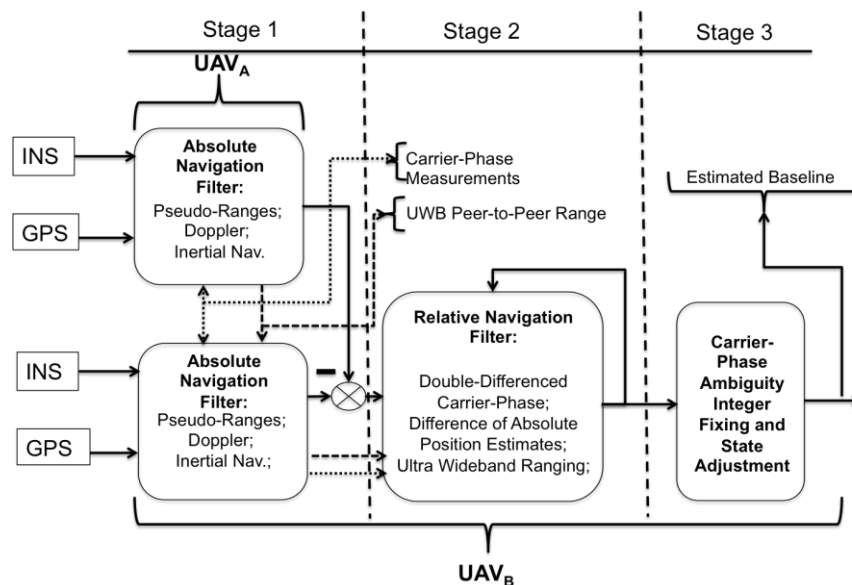 Stage 1
Stage 2
Stage 3
UAVA
INS
GPS
Absolute
Navigation
Filter:
Pseudo-Ranges;
Doppler;
Inertial Nav.
Carrier-Phase
Measurements
UWB Peer-to-Peer Range
Estimated Baseline
INS
GPS
Absolute
Navigation
Filter:
Pseudo-Ranges;
Doppler;
Inertial Nav.;
Relative Navigation
Filter:
Double-Differenced
Carrier-Phase;
Difference of Absolute
Position Estimates;
Ultra Wideband Ranging;
Carrier-
Phase
Ambiguity
Integer
Fixing and
State
Adjustment
UAVB